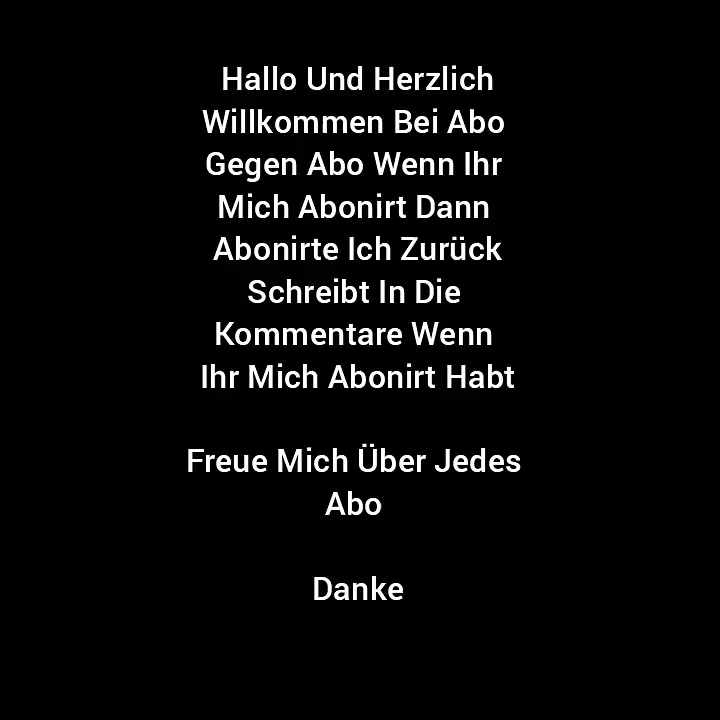 Hallo Und Herzlich
Willkommen Bei Abo
Gegen Abo Wenn Ihr
Mich Abonirt Dann
Abonirte Ich Zurück
Schreibt In Die
Kommentare Wenn
Ihr Mich Abonirt Habt
Freue Mich Über Jedes
Abo
Danke